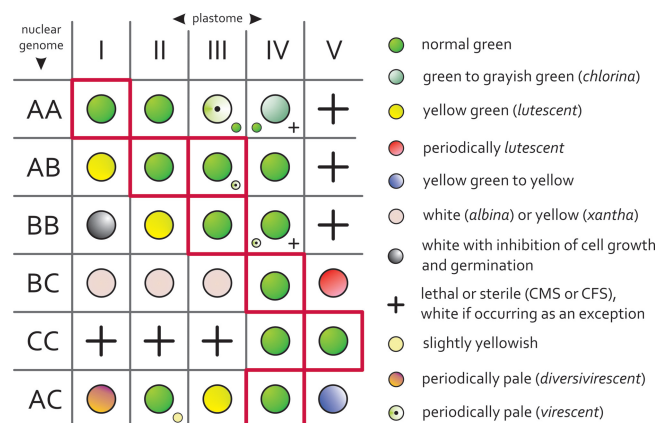 nuclear
genome
plastome
I II III IV V
AA
AB
BB
BC
CC
AC
normal green
green to grayish green (chlorina)
yellow green (lutescent)
periodically lutescent
yellow green to yellow
white (albina) or yellow (xantha)
white with inhibition of cell growth
and germination
lethal or sterile (CMS or CFS),
white if occurring as an exception
slightly yellowish
periodically pale (diversivirescent)
periodically pale (virescent)